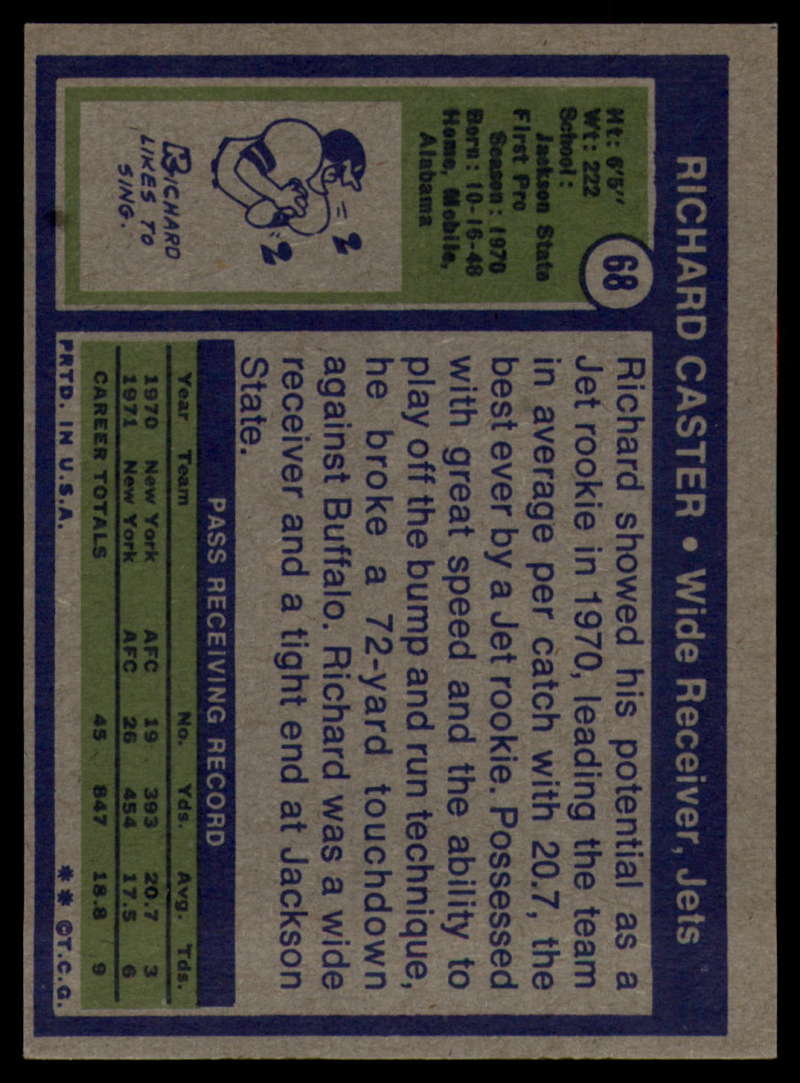 RICHARD CASTER • Wide Receiver, Jets
68
Ht: 6'5"
Wt: 222
School:
Jackson State
First Pro
Season: 1970
Born: 10-16-48
Home, Mobile,
Alabama
= 2
= 2
RICHARD
LIKES TO
SING.
Richard showed his potential as a
Jet rookie in 1970, leading the team
in average per catch with 20.7, the
best ever by a Jet rookie. Possessed
with great speed and the ability to
play off the bump and run technique,
he broke a 72-yard touchdown
against Buffalo. Richard was a wide
receiver and a tight end at Jackson
State.
PASS RECEIVING RECORD
Year Team No. Yds. Avg. Tds.
1970 New York AFC 19 393 20.7 3
1971 New York AFC 26 454 17.5 6
CAREER TOTALS 45 847 18.8 9
PRTD. IN U.S.A. ** ©T.C.G.